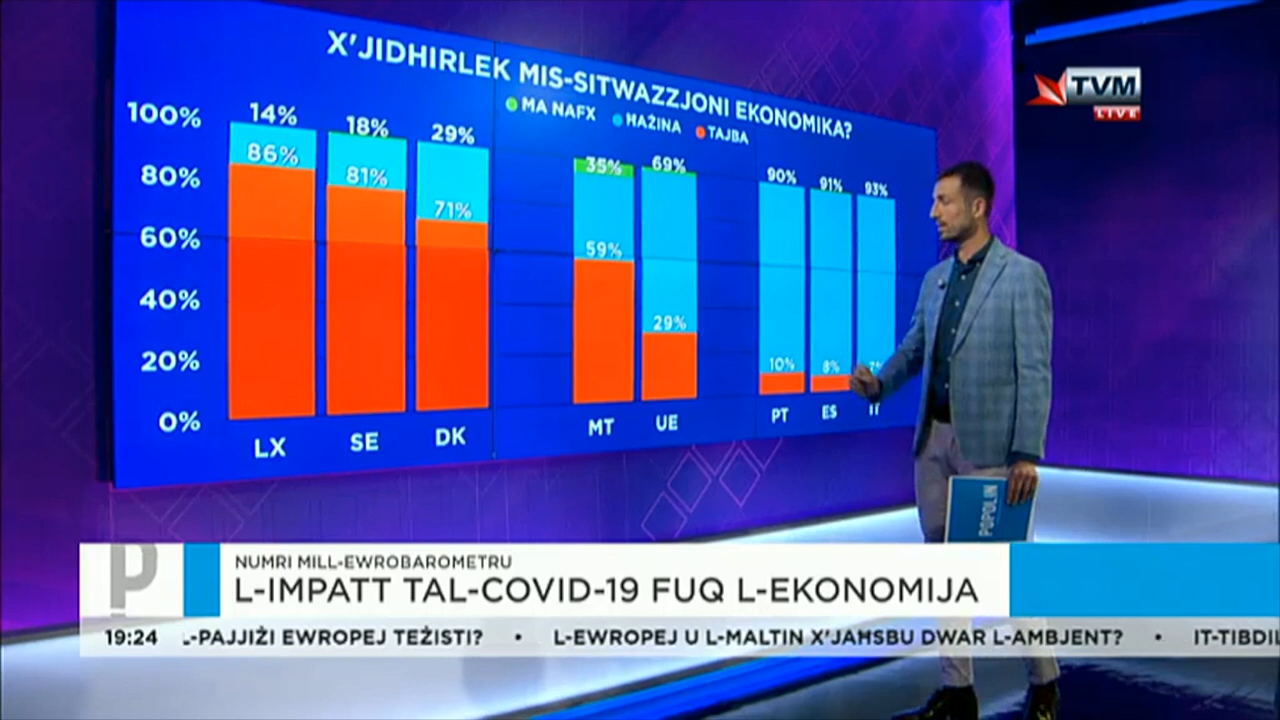 X'JIDHIRLEK MIS-SITWAZZJONI EKONOMIKA?
MA NAFX HAŻINA TAJBA
TVM
LIVE
100%
80%
60%
40%
20%
0%
14% 18% 29% 35% 69% 90% 91% 93%
86% 81% 71% 59% 29% 10% 8%
LX SE DK MT UE PT ES IT
POPOLIN
p
NUMRI MILL-EWROBAROMETRU
L-IMPATT TAL-COVID-19 FUQ L-EKONOMIJA
19:24 L-PAJJIŻI EWROPEJ TEŻISTI? • L-EWROPEJ U L-MALTIN X'JAĦSBU DWAR L-AMBJENT? • IT-TIBDIL